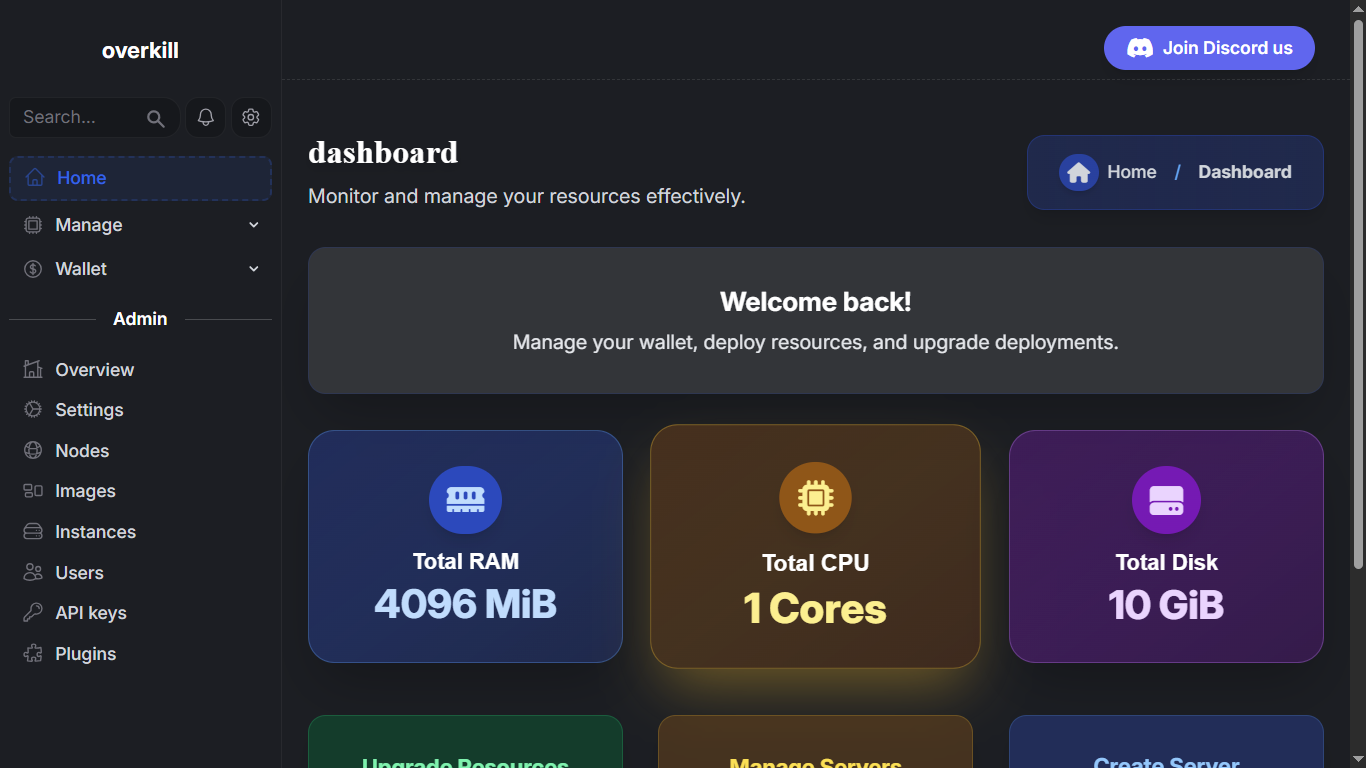 overkill
Join Discord us
Search...
Home
Manage
Wallet
Admin
Overview
Settings
Nodes
Images
Instances
Users
API keys
Plugins
dashboard
Monitor and manage your resources effectively.
Home / Dashboard
Welcome back!
Manage your wallet, deploy resources, and upgrade deployments.
Total RAM
4096 MiB
Total CPU
1 Cores
Total Disk
10 GiB
Upgrade Resources
Manage Servers
Create Server